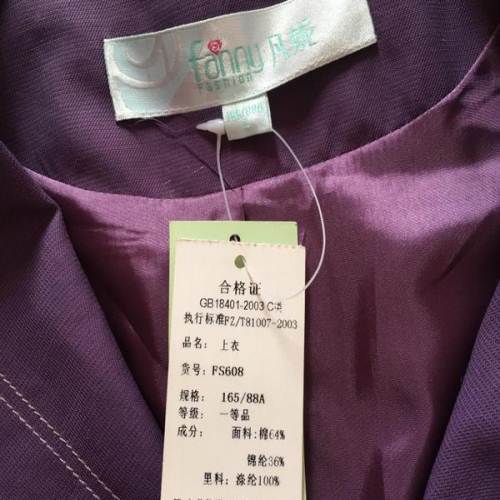 fanny 凡妮
FASHION
165/88A
合格证
GB18401-2003 C类
执行标准FZ/T81007-2003
品名: 上衣
货号: FS608
规格: 165/88A
等级: 一等品
成分: 面料:棉64%
锦纶36%
里料: 涤纶100%